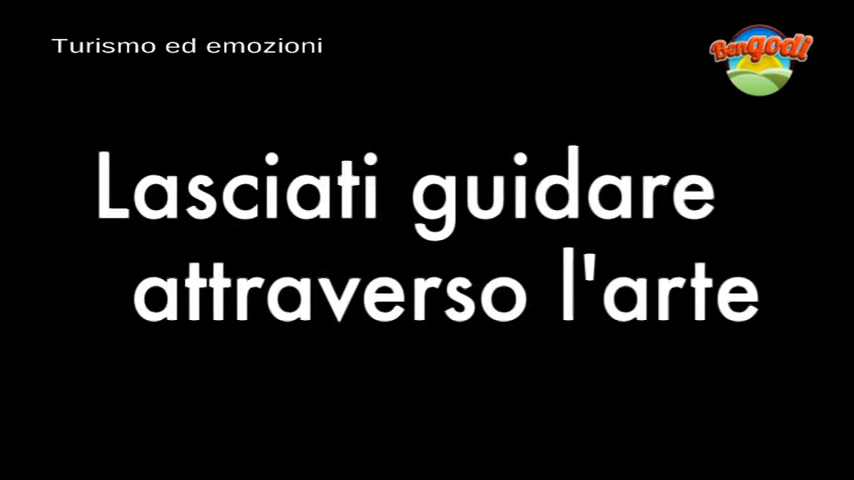 Turismo ed emozioni
Bengodi
Lasciati guidare
attraverso l'arte